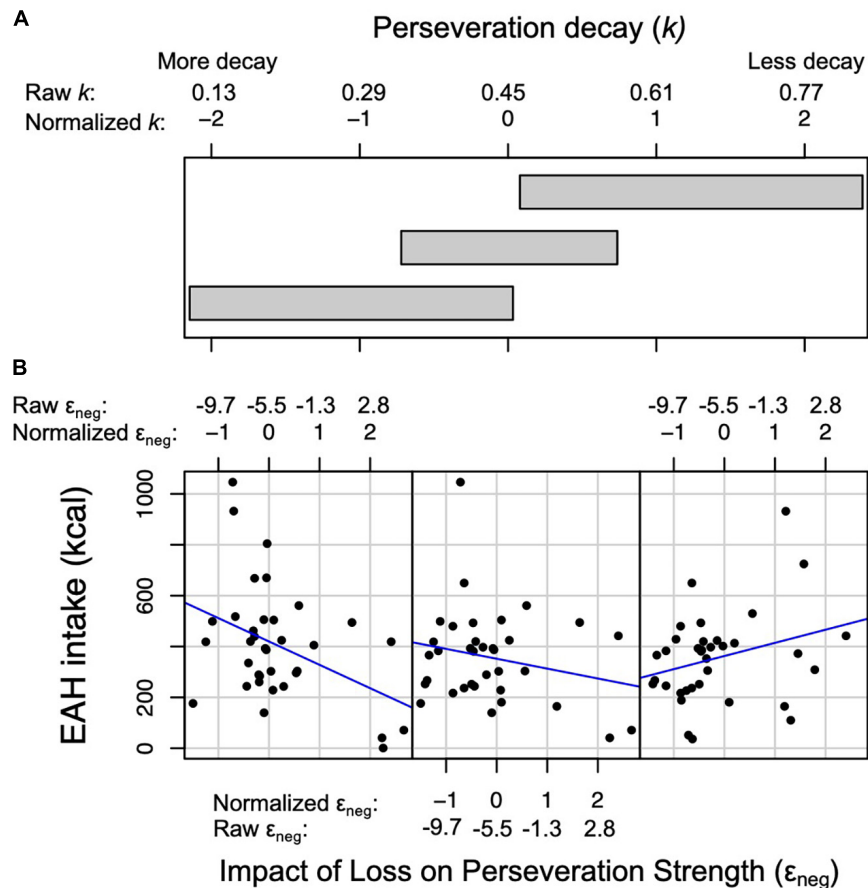 A
Perseveration decay (k)
More decay Less decay
Raw k: 0.13 0.29 0.45 0.61 0.77
Normalized k: −2 −1 0 1 2
B
Raw εneg: -9.7 -5.5 -1.3 2.8 -9.7 -5.5 -1.3 2.8
Normalized εneg: −1 0 1 2 −1 0 1 2
EAH intake (kcal)
1000
600
200
0
Normalized εneg: −1 0 1 2
Raw εneg: -9.7 -5.5 -1.3 2.8
Impact of Loss on Perseveration Strength (εneg)